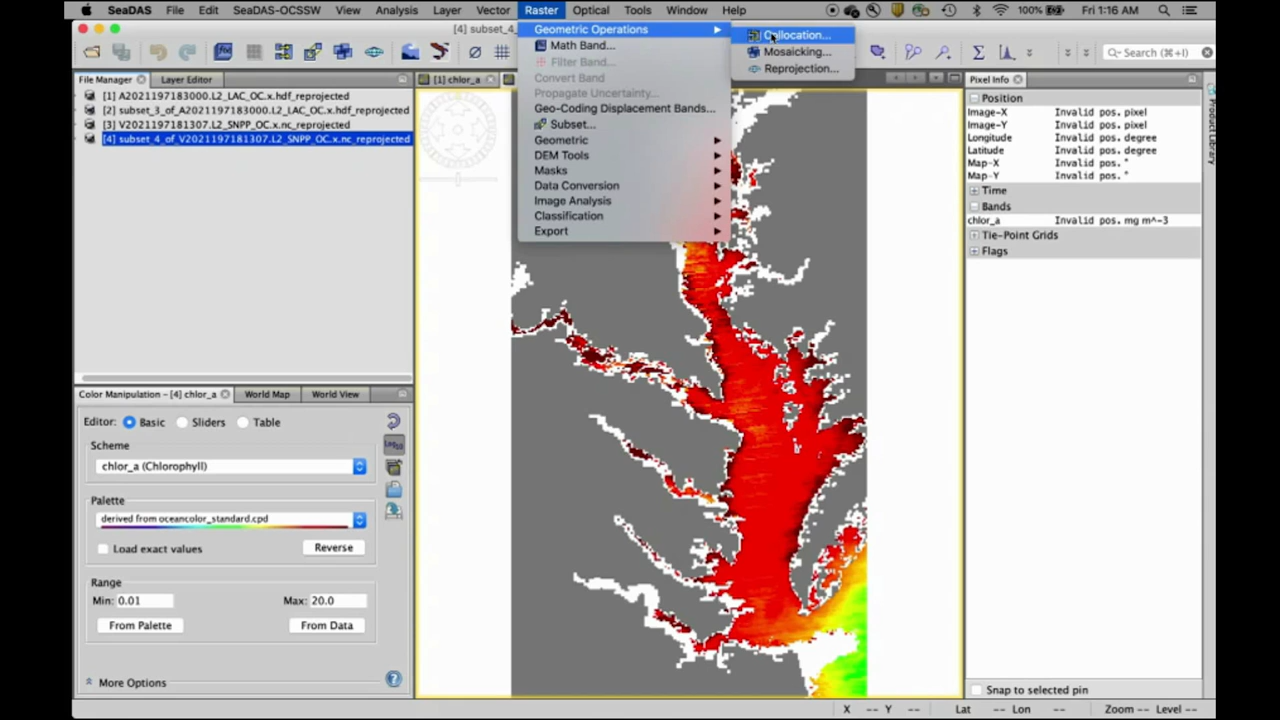 SeaDAS File Edit SeaDAS-OCSSW View Analysis Layer Vector Raster Optical Tools Window Help 100% Fri 1:16 AM
[4] subset_4_
Geometric Operations
Math Band...
Filter Band...
Convert Band
Propagate Uncertainty...
Geo-Coding Displacement Bands...
Subset...
Geometric
DEM Tools
Masks
Data Conversion
Image Analysis
Classification
Export
Collocation...
Mosaicking...
Reprojection...
Search (⌘+I)
File Manager Layer Editor
[1] chlor_a
[1] A2021197183000.L2_LAC_OC.x.hdf_reprojected
[2] subset_3_of_A2021197183000.L2_LAC_OC.x.hdf_reprojected
[3] V2021197181307.L2_SNPP_OC.x.nc_reprojected
[4] subset_4_of_V2021197181307.L2_SNPP_OC.x.nc_reprojected
Pixel Info
Position
Image-X Invalid pos. pixel
Image-Y Invalid pos. pixel
Longitude Invalid pos. degree
Latitude Invalid pos. degree
Map-X Invalid pos. °
Map-Y Invalid pos. °
Time
Bands
chlor_a Invalid pos. mg m^-3
Tie-Point Grids
Flags
Product Library
Color Manipulation - [4] chlor_a World Map World View
Editor: Basic Sliders Table
Scheme
chlor_a (Chlorophyll)
Palette
derived from oceancolor_standard.cpd
Load exact values Reverse
Range
Min: 0.01 Max: 20.0
From Palette From Data
More Options
Snap to selected pin
X -- Y -- Lat -- Lon -- Zoom -- Level --